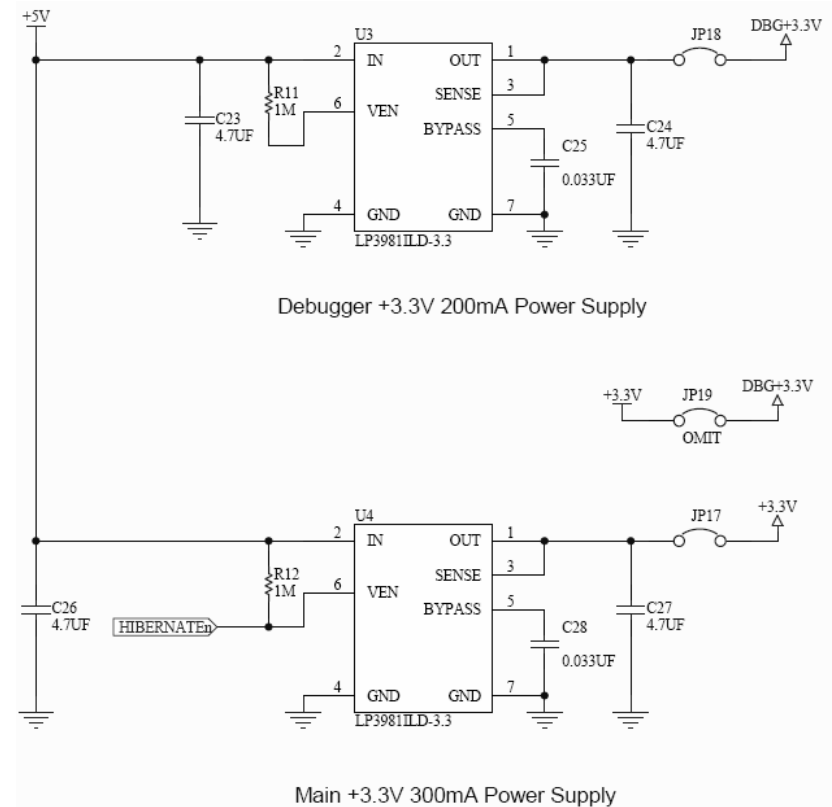 +5V
U3
2
IN
OUT
1
JP18
DBG+3.3V
SENSE
3
R11
1M
6
VEN
C23
4.7UF
BYPASS
5
C24
4.7UF
C25
0.033UF
4
GND
GND
7
LP3981ILD-3.3
Debugger +3.3V 200mA Power Supply
+3.3V
JP19
DBG+3.3V
OMIT
U4
2
IN
OUT
1
JP17
+3.3V
SENSE
3
R12
1M
6
VEN
C26
4.7UF
HIBERNATEn
BYPASS
5
C27
4.7UF
C28
0.033UF
4
GND
GND
7
LP3981ILD-3.3
Main +3.3V 300mA Power Supply